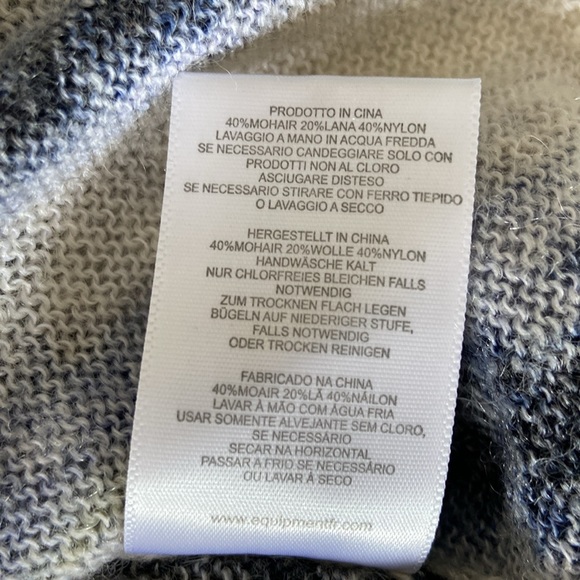 PRODOTTO IN CINA
40%MOHAIR 20%LANA 40%NYLON
LAVAGGIO A MANO IN ACQUA FREDDA
SE NECESSARIO CANDEGGIARE SOLO CON
PRODOTTI NON AL CLORO
ASCIUGARE DISTESO
SE NECESSARIO STIRARE CON FERRO TIEPIDO
O LAVAGGIO A SECCO
HERGESTELLT IN CHINA
40%MOHAIR 20%WOLLE 40%NYLON
HANDWÄSCHE KALT
NUR CHLORFREIES BLEICHEN FALLS
NOTWENDIG
ZUM TROCKNEN FLACH LEGEN
BÜGELN AUF NIEDERIGER STUFE,
FALLS NOTWENDIG
ODER TROCKEN REINIGEN
FABRICADO NA CHINA
40%MOAIR 20%LÃ 40%NÁILON
LAVAR À MÃO COM ÁGUA FRIA
USAR SOMENTE ALVEJANTE SEM CLORO,
SE NECESSÁRIO
SECAR NA HORIZONTAL
PASSAR A FRIO SE NECESSÁRIO
OU LAVAR À SECO
www.equipmentfr.com